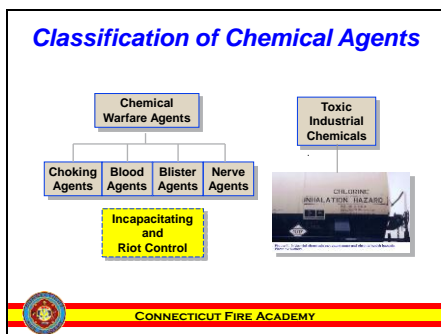 Classification of Chemical Agents
Chemical
Warfare Agents
Choking
Agents
Blood
Agents
Blister
Agents
Nerve
Agents
Incapacitating
and
Riot Control
Toxic
Industrial
Chemicals
CHLORINE
INHALATION HAZARD
CONNECTICUT FIRE ACADEMY